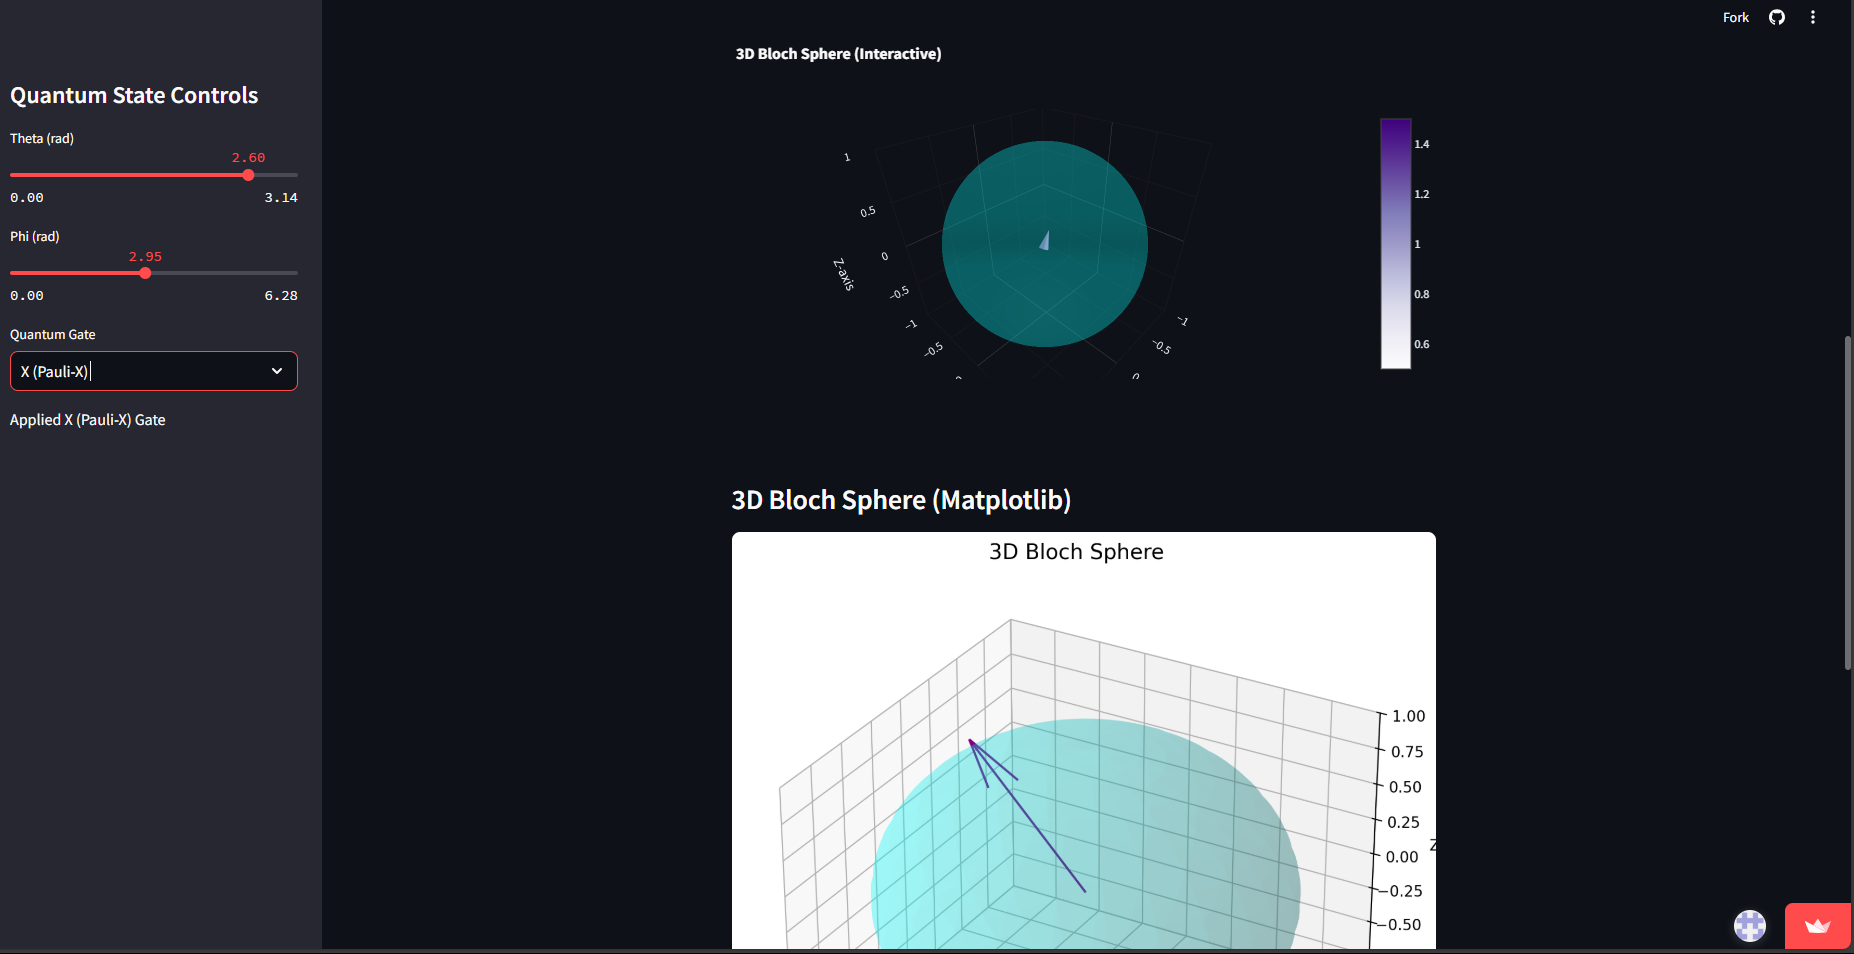 Fork
Quantum State Controls
Theta (rad)
2.60
0.00
3.14
Phi (rad)
2.95
0.00
6.28
Quantum Gate
X (Pauli-X)
Applied X (Pauli-X) Gate
3D Bloch Sphere (Interactive)
1
0.5
0
−0.5
−1
Z-axis
−0.5
−1
−0.5
0
1.4
1.2
1
0.8
0.6
3D Bloch Sphere (Matplotlib)
3D Bloch Sphere
1.00
0.75
0.50
0.25
0.00
−0.25
−0.50
Z